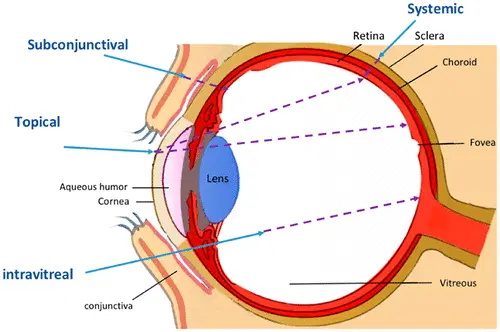 Systemic
Subconjunctival
Retina
Sclera
Choroid
Topical
Fovea
Lens
Aqueous humor
Cornea
intravitreal
Vitreous
conjunctiva